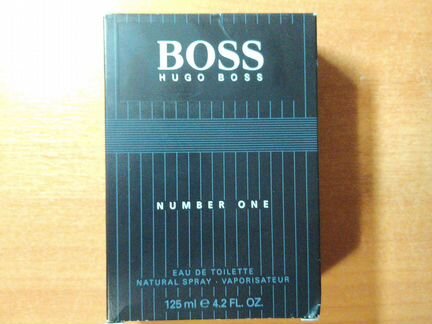 BOSS
HUGO BOSS
NUMBER ONE
EAU DE TOILETTE
NATURAL SPRAY · VAPORISATEUR
125 ml ℮ 4.2 FL. OZ.